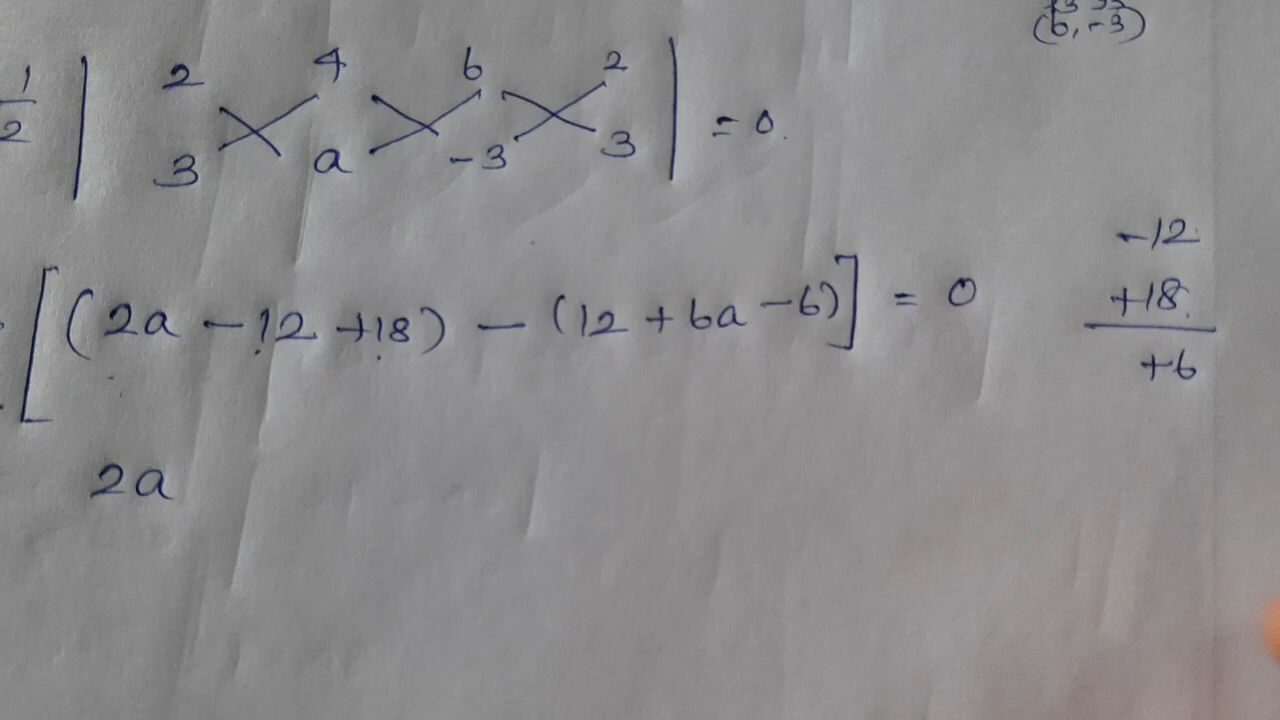 (6, -3)
1/2 | 2 4 6 2 | = 0.
3 a -3 3
[(2a - 12 + 18) - (12 + 6a - 6)] = 0
-12
+18
+6
2a